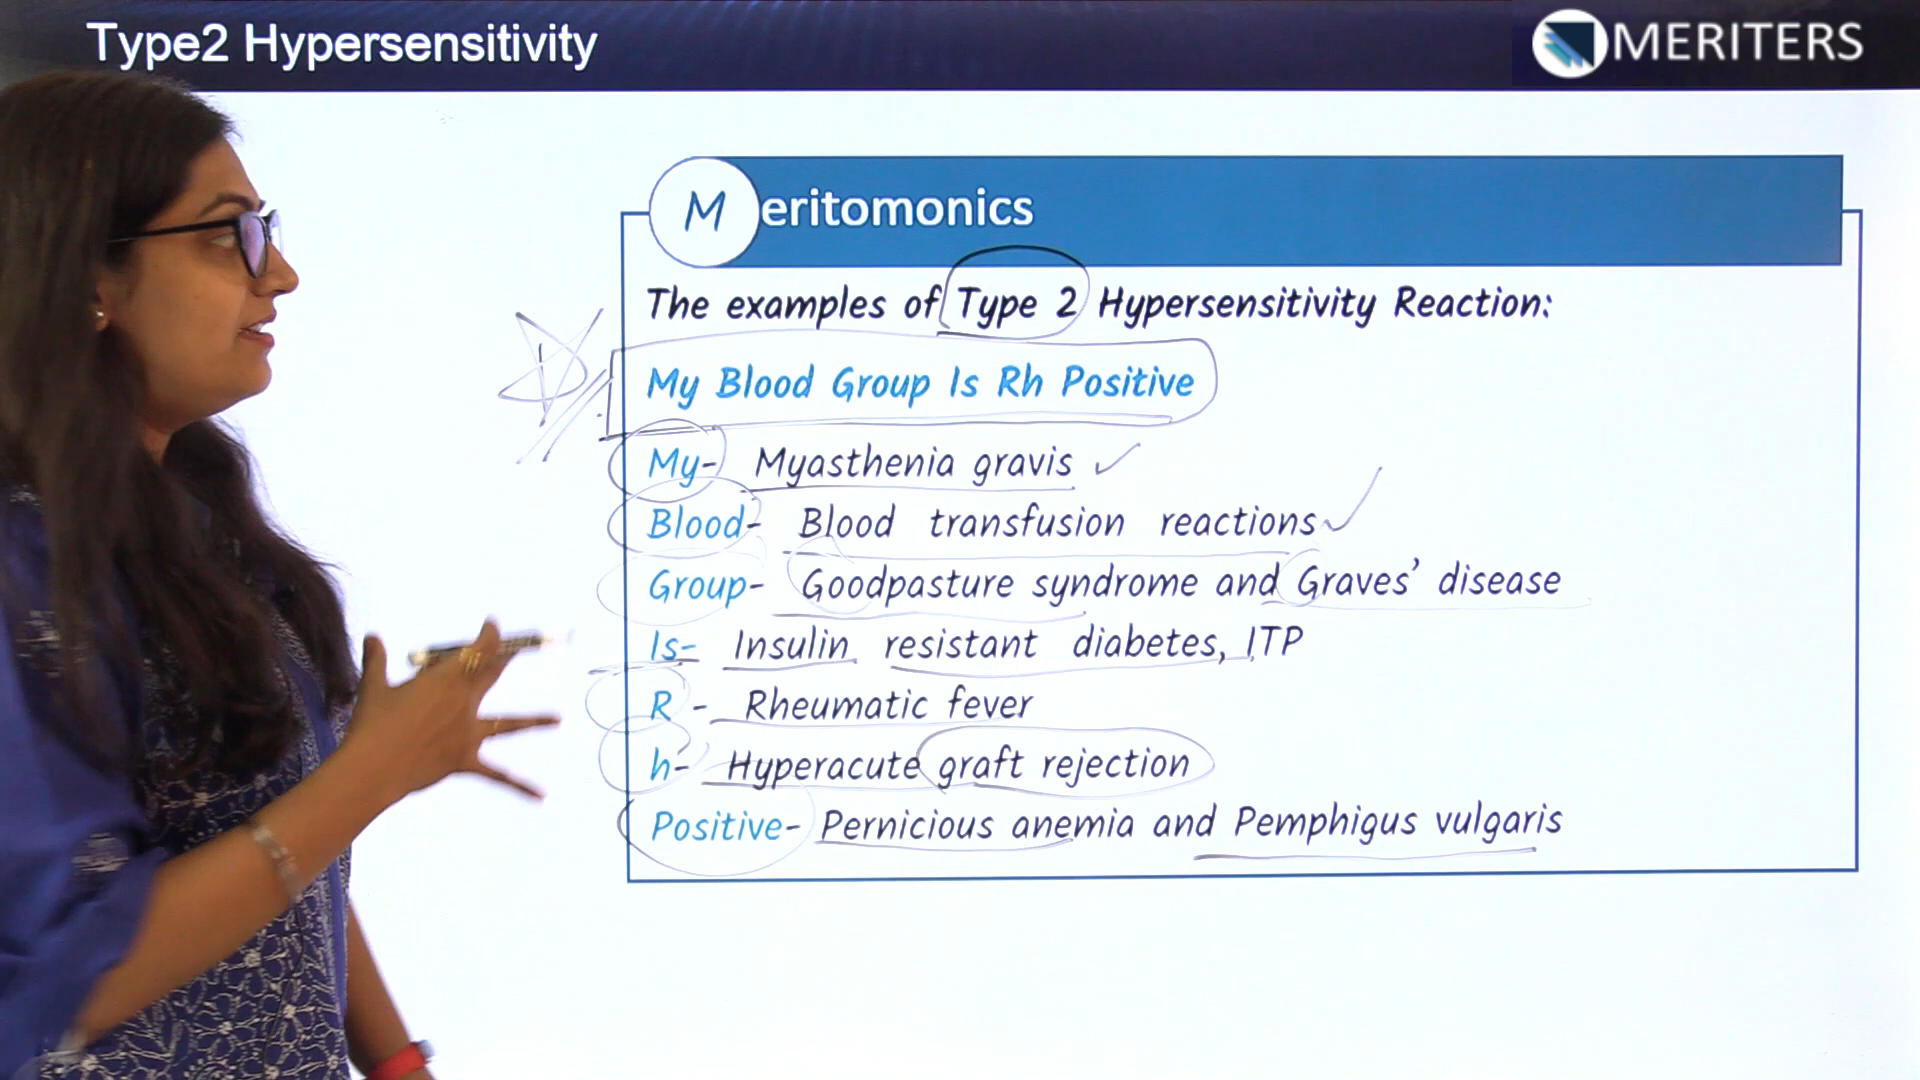 Type2 Hypersensitivity
MERITERS
Meritomonics
The examples of Type 2 Hypersensitivity Reaction:
My Blood Group Is Rh Positive
My- Myasthenia gravis
Blood- Blood transfusion reactions
Group- Goodpasture syndrome and Graves' disease
Is- Insulin resistant diabetes, ITP
R - Rheumatic fever
h- Hyperacute graft rejection
Positive- Pernicious anemia and Pemphigus vulgaris